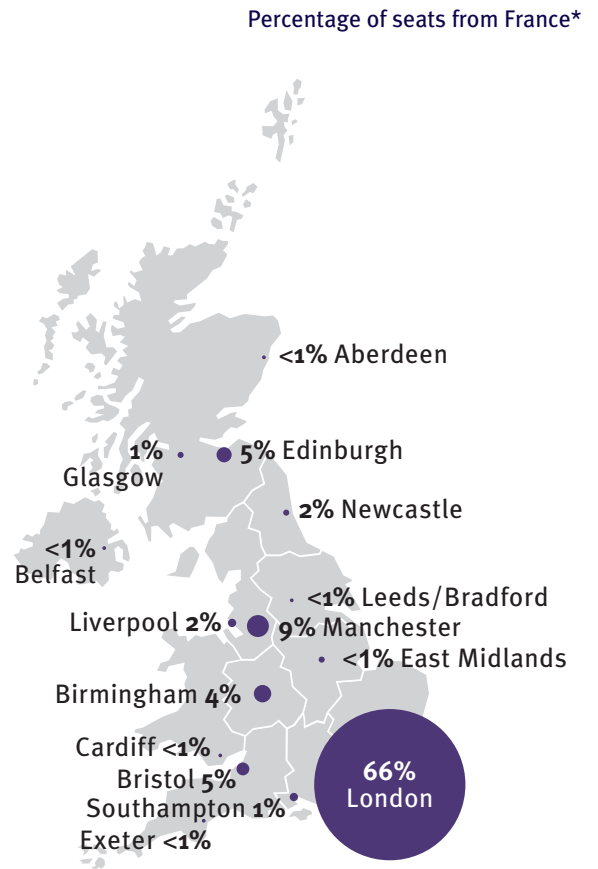 Percentage of seats from France*
<1% Aberdeen
1%
Glasgow
5% Edinburgh
2% Newcastle
<1%
Belfast
<1% Leeds/Bradford
Liverpool 2%
9% Manchester
<1% East Midlands
Birmingham 4%
Cardiff <1%
Bristol 5%
66%
London
Southampton 1%
Exeter <1%